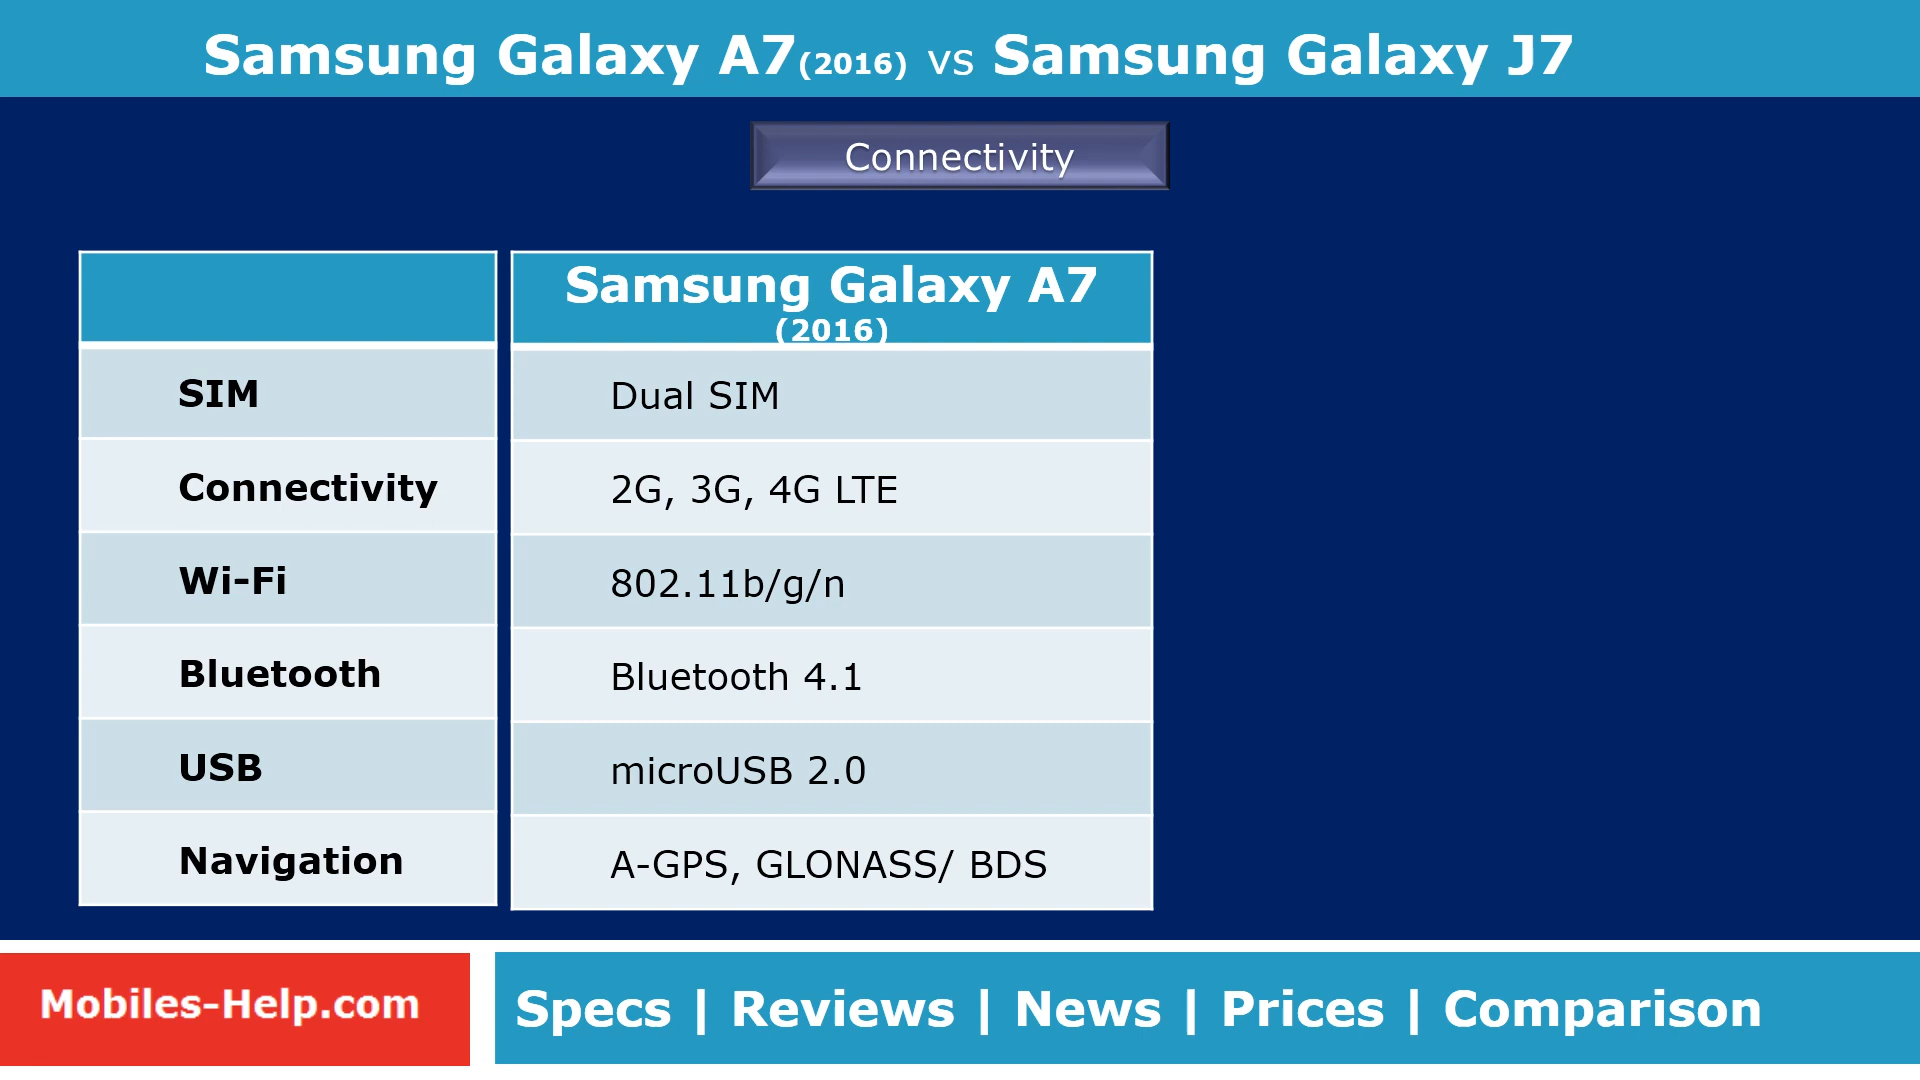 Samsung Galaxy A7(2016) vs Samsung Galaxy J7
Connectivity
Samsung Galaxy A7
(2016)
SIM Dual SIM
Connectivity 2G, 3G, 4G LTE
Wi-Fi 802.11b/g/n
Bluetooth Bluetooth 4.1
USB microUSB 2.0
Navigation A-GPS, GLONASS/ BDS
Mobiles-Help.com
Specs | Reviews | News | Prices | Comparison